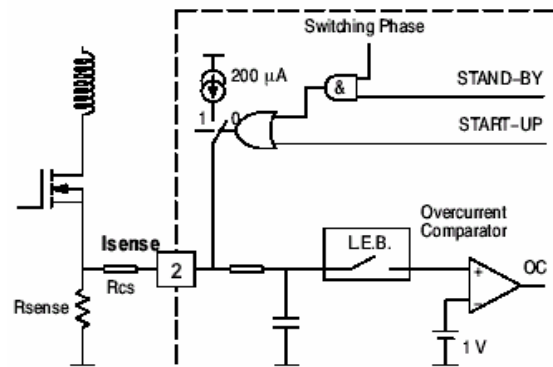 Switching Phase
200 µA
&
STAND-BY
1
0
START-UP
Isense
2
L.E.B.
Overcurrent
Comparator
OC
+
−
Rcs
Rsense
1 V